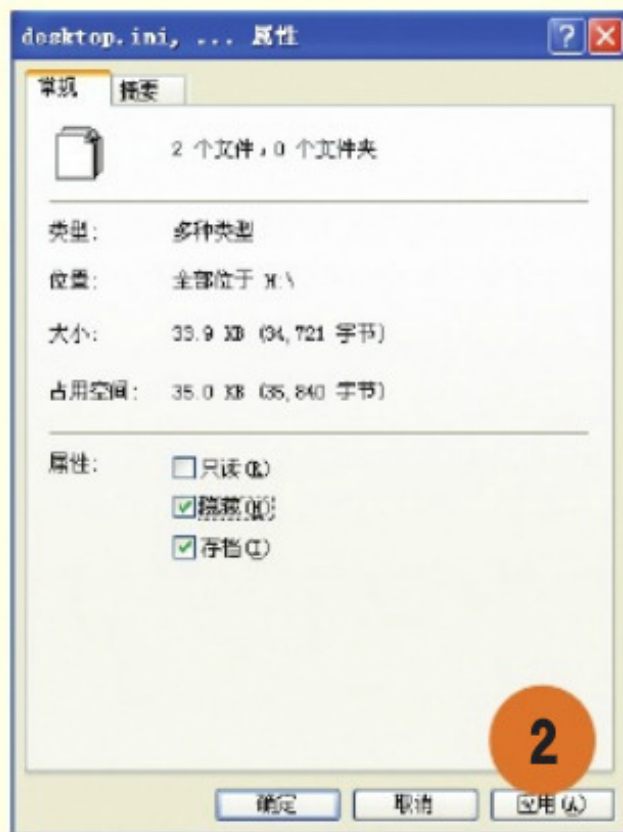 desktop.ini, ... 属性
常规 摘要
2 个文件，0 个文件夹
类型： 多种类型
位置： 全部位于 H:\
大小： 33.9 KB (34,721 字节)
占用空间： 35.0 KB (35,840 字节)
属性： 只读(R)
隐藏(H)
存档(I)
2
确定 取消 应用(A)